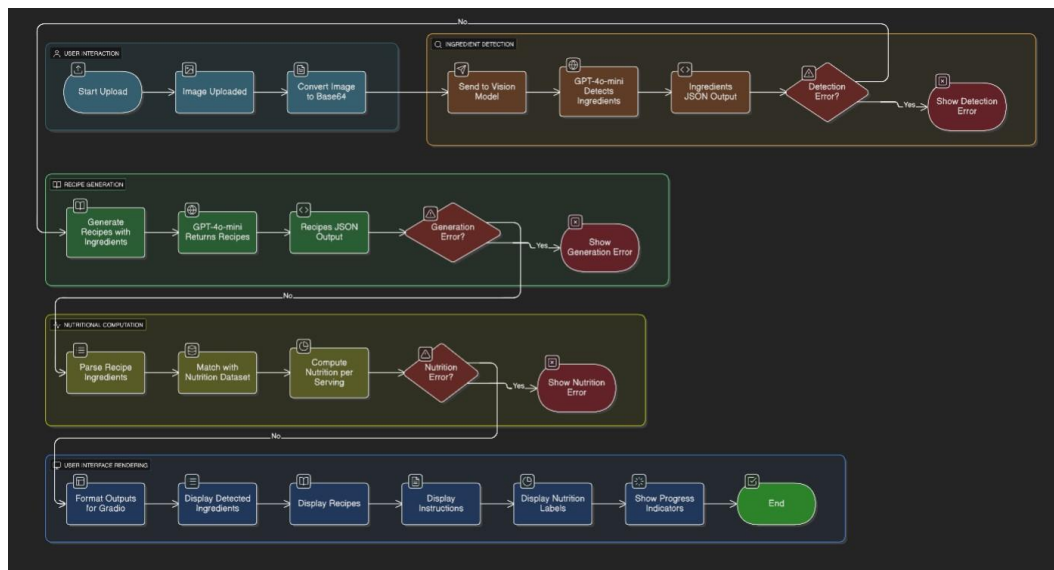 No
USER INTERACTION
INGREDIENT DETECTION
Start Upload
Image Uploaded
Convert Image
to Base64
Send to Vision
Model
GPT-4o-mini
Detects
Ingredients
Ingredients
JSON Output
Detection
Error?
Yes
Show Detection
Error
RECIPE GENERATION
Generate
Recipes with
Ingredients
GPT-4o-mini
Returns Recipes
Recipes JSON
Output
Generation
Error?
Yes
Show
Generation Error
No
NUTRITIONAL COMPUTATION
Parse Recipe
Ingredients
Match with
Nutrition Dataset
Compute
Nutrition per
Serving
Nutrition
Error?
Yes
Show Nutrition
Error
No
USER INTERFACE RENDERING
Format Outputs
for Gradio
Display Detected
Ingredients
Display Recipes
Display
Instructions
Display Nutrition
Labels
Show Progress
Indicators
End